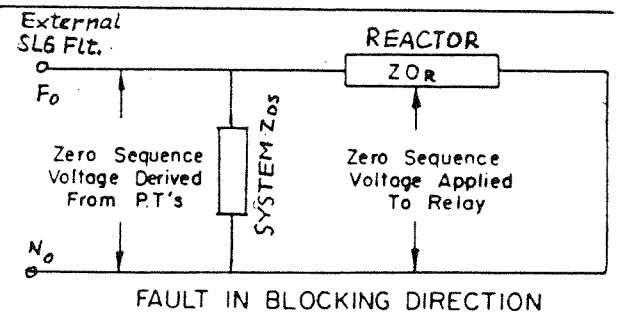 External
SLG Flt.
REACTOR
ZOR
Fo
SYSTEM ZOS
Zero Sequence
Voltage Derived
From P.T's
Zero Sequence
Voltage Applied
To Relay
No
FAULT IN BLOCKING DIRECTION